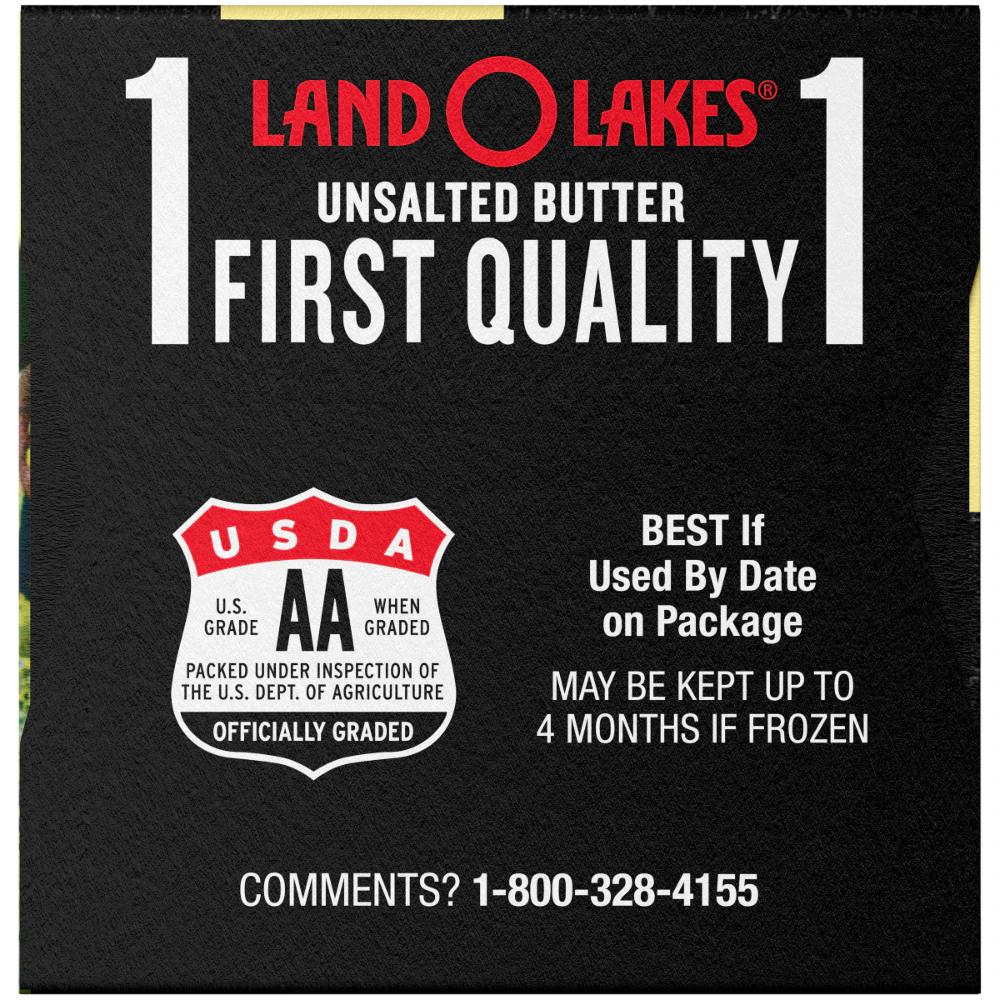 1 LAND O LAKES® 1
UNSALTED BUTTER
FIRST QUALITY
USDA
U.S. GRADE AA WHEN GRADED
PACKED UNDER INSPECTION OF
THE U.S. DEPT. OF AGRICULTURE
OFFICIALLY GRADED
BEST If
Used By Date
on Package
MAY BE KEPT UP TO
4 MONTHS IF FROZEN
COMMENTS? 1-800-328-4155